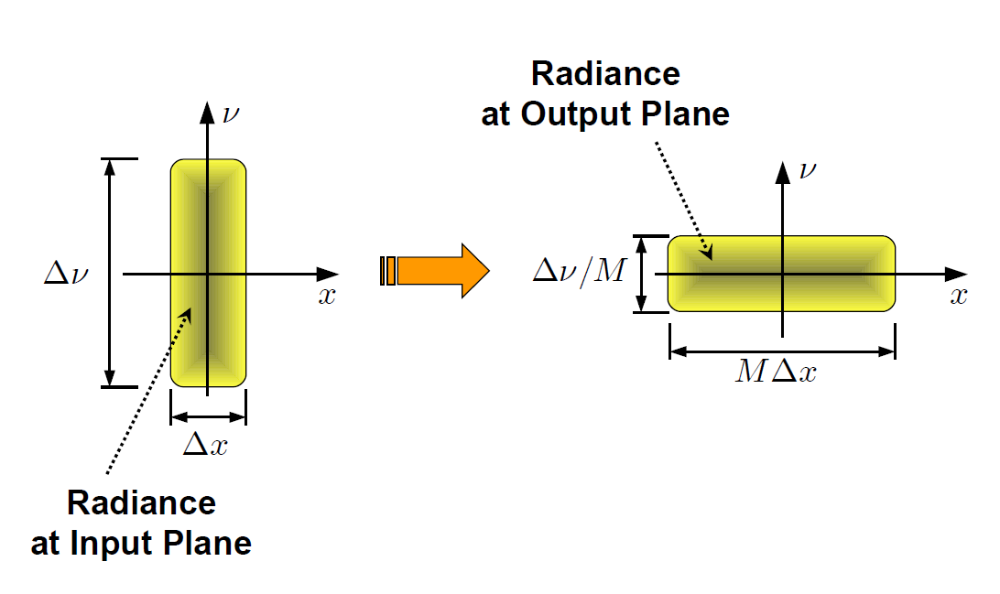 Radiance
at Output Plane
ν
ν
Δν
Δν/M
x
x
MΔx
Δx
Radiance
at Input Plane